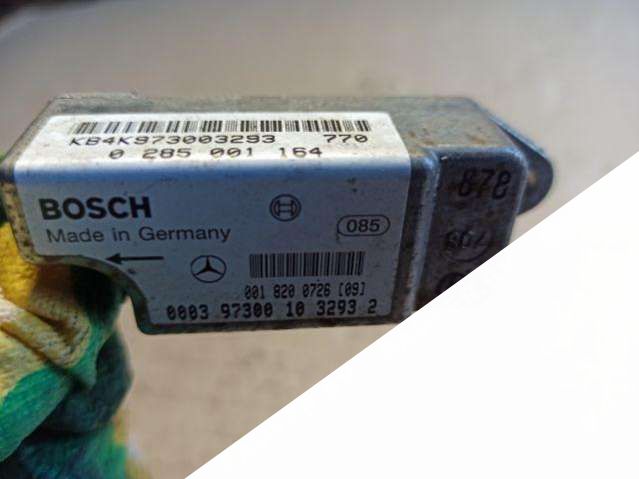 KB4K973003293 770
0 285 001 164
BOSCH
Made in Germany
085
001 820 0726 [09]
0003 97300 10 3293 2
878